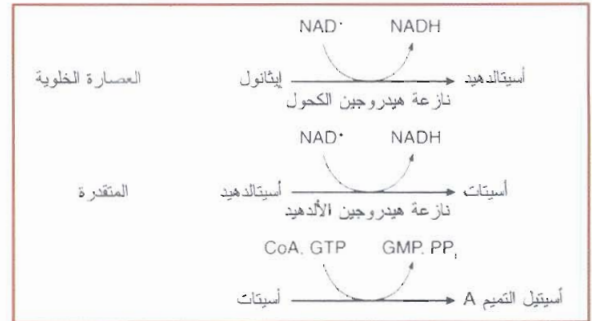 NAD⁺ NADH
العصارة الخلوية إيثانول أسيتالدهيد
نازعة هيدروجين الكحول
NAD⁺ NADH
المتقدرة أسيتالدهيد أسيتات
نازعة هيدروجين الألدهيد
CoA, GTP GMP, PPᵢ
أسيتات أسيتيل التميم A